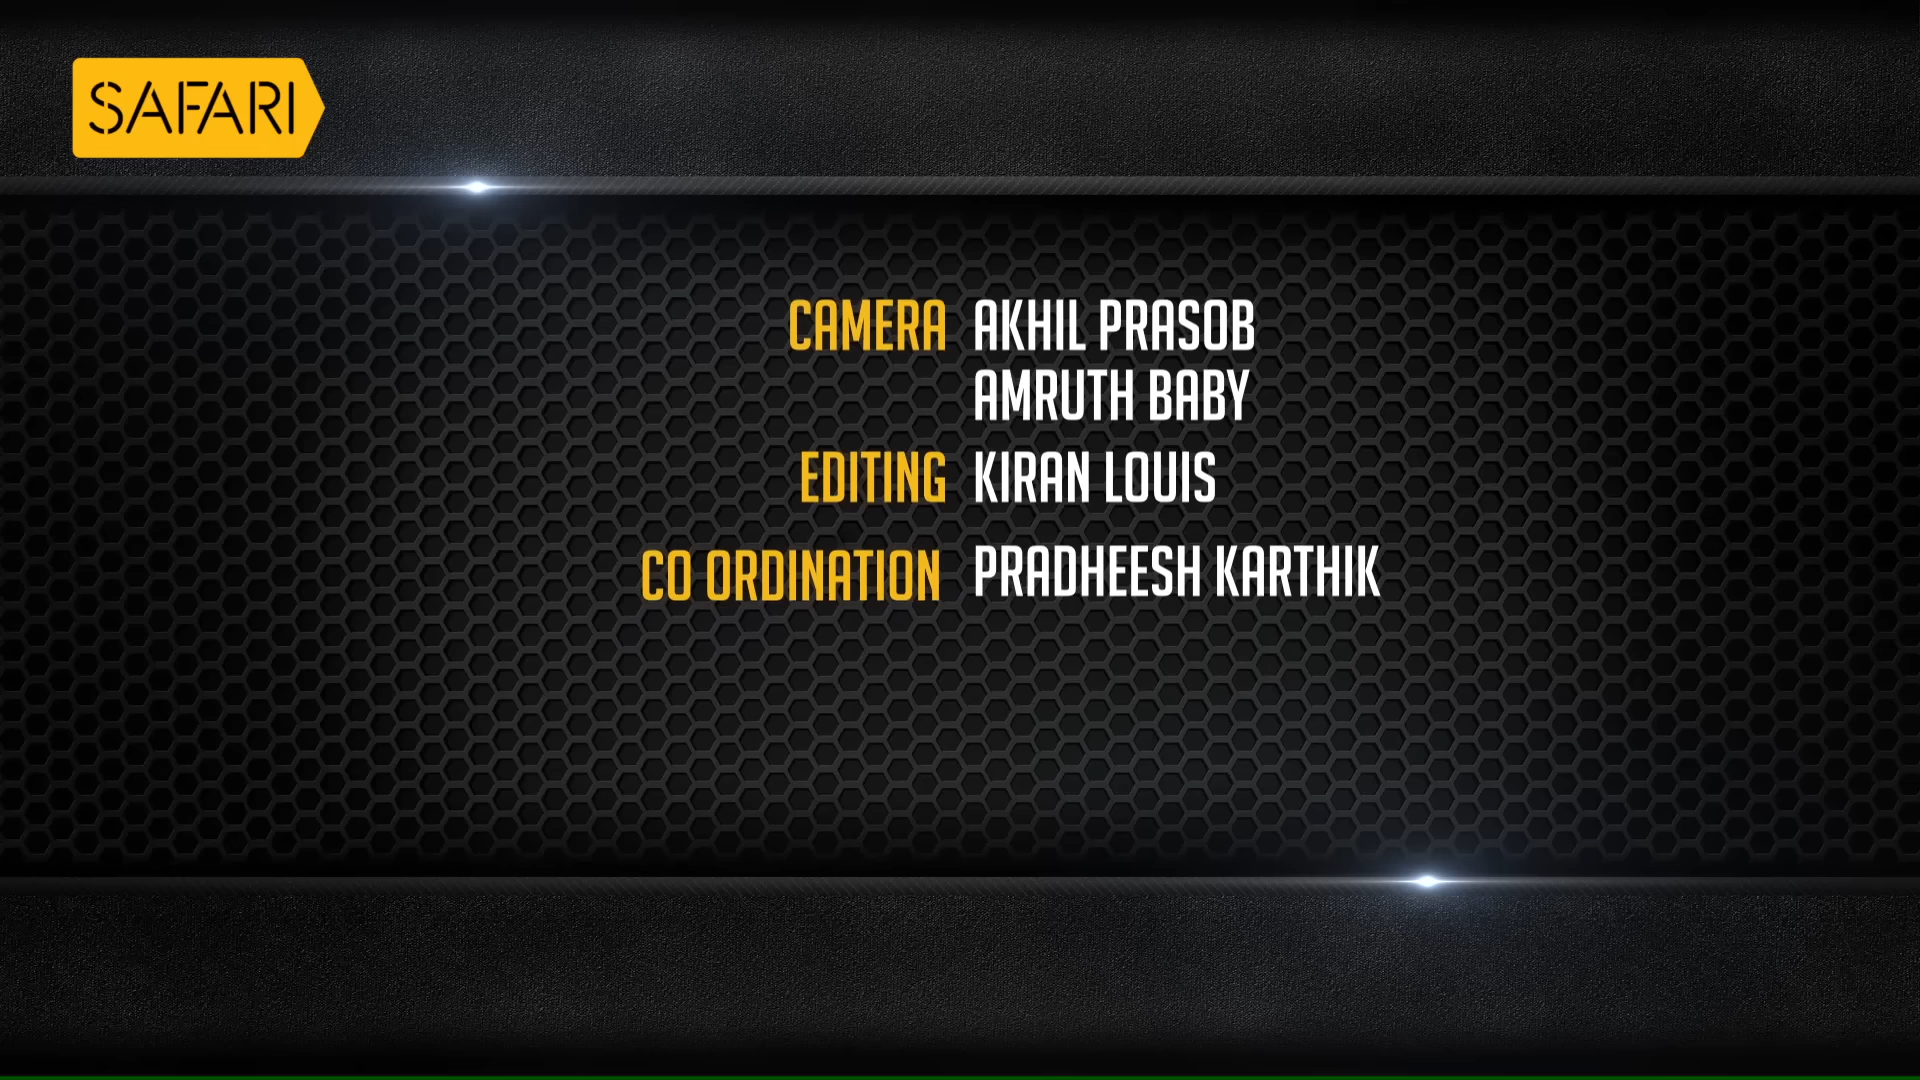 SAFARI
CAMERA AKHIL PRASOB
AMRUTH BABY
EDITING KIRAN LOUIS
CO ORDINATION PRADHEESH KARTHIK